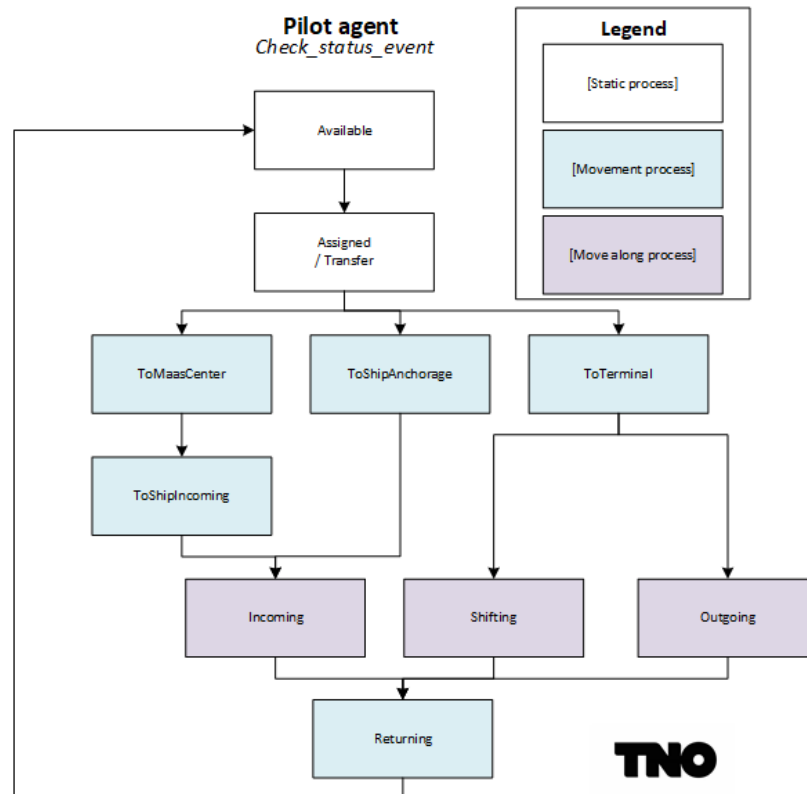 Pilot agent
Check_status_event
Legend
[Static process]
[Movement process]
[Move along process]
Available
Assigned
/ Transfer
ToMaasCenter
ToShipAnchorage
ToTerminal
ToShipIncoming
Incoming
Shifting
Outgoing
Returning
TNO